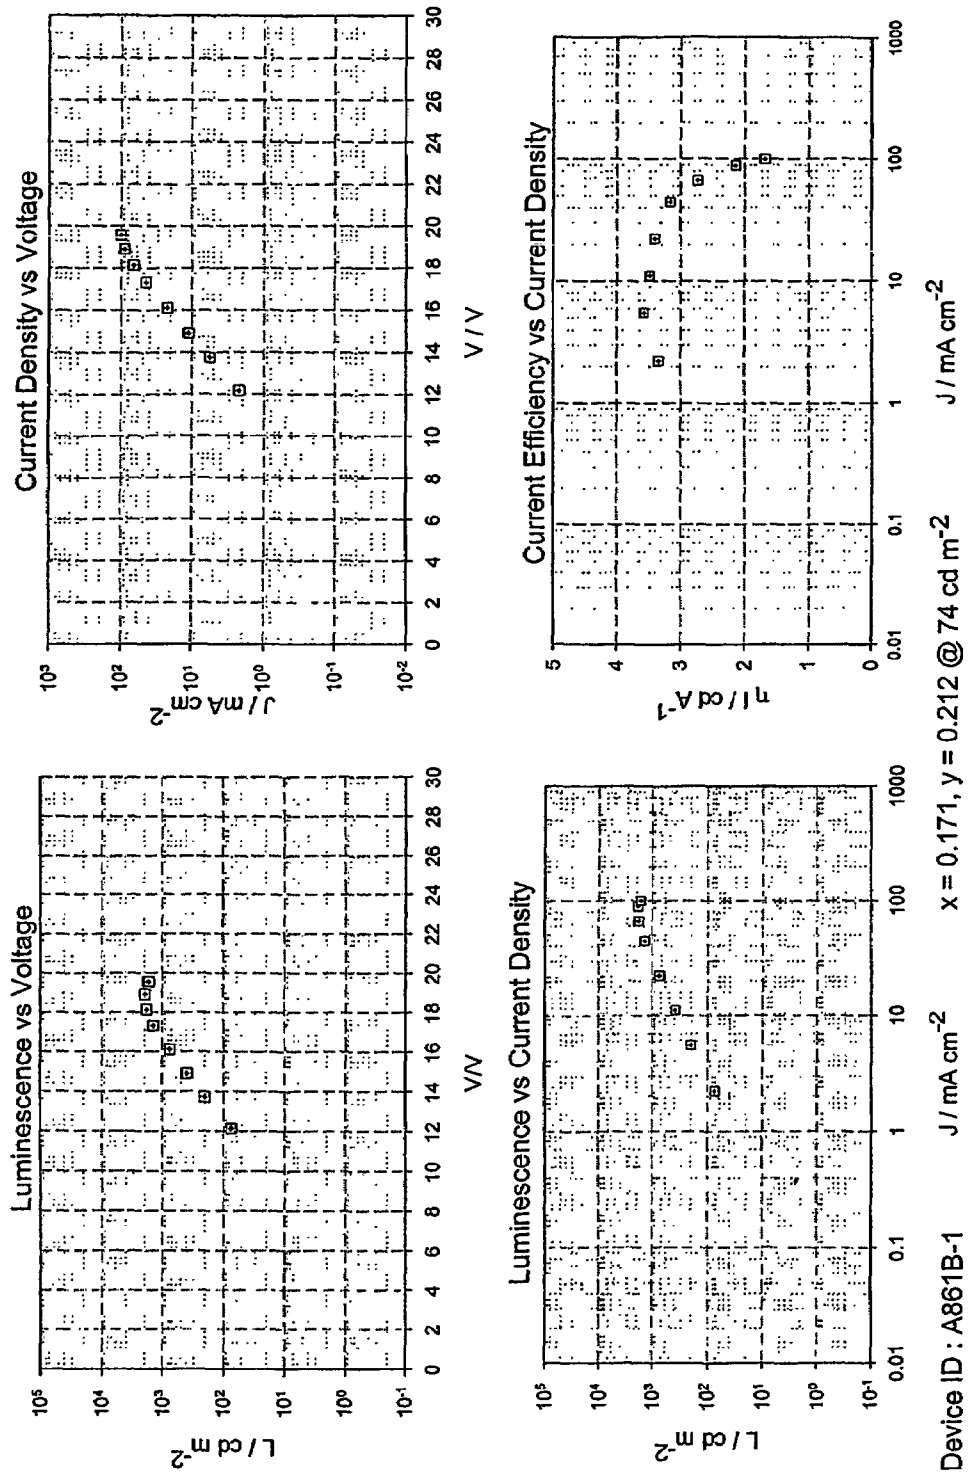 Luminescence vs Voltage
L / cd m⁻²
10⁵
10⁴
10³
10²
10¹
10⁰
10⁻¹
0 2 4 6 8 10 12 14 16 18 20 22 24 26 28 30
V/V
Current Density vs Voltage
J / mA cm⁻²
10³
10²
10¹
10⁰
10⁻¹
10⁻²
0 2 4 6 8 10 12 14 16 18 20 22 24 26 28 30
V / V
Luminescence vs Current Density
L / cd m⁻²
10⁵
10⁴
10³
10²
10¹
10⁰
10⁻¹
0.01 0.1 1 10 100 1000
J / mA cm⁻²
Current Efficiency vs Current Density
η l / cd A⁻¹
5
4
3
2
1
0
0.01 0.1 1 10 100 1000
J / mA cm⁻²
Device ID : A861B-1
x = 0.171, y = 0.212 @ 74 cd m⁻²